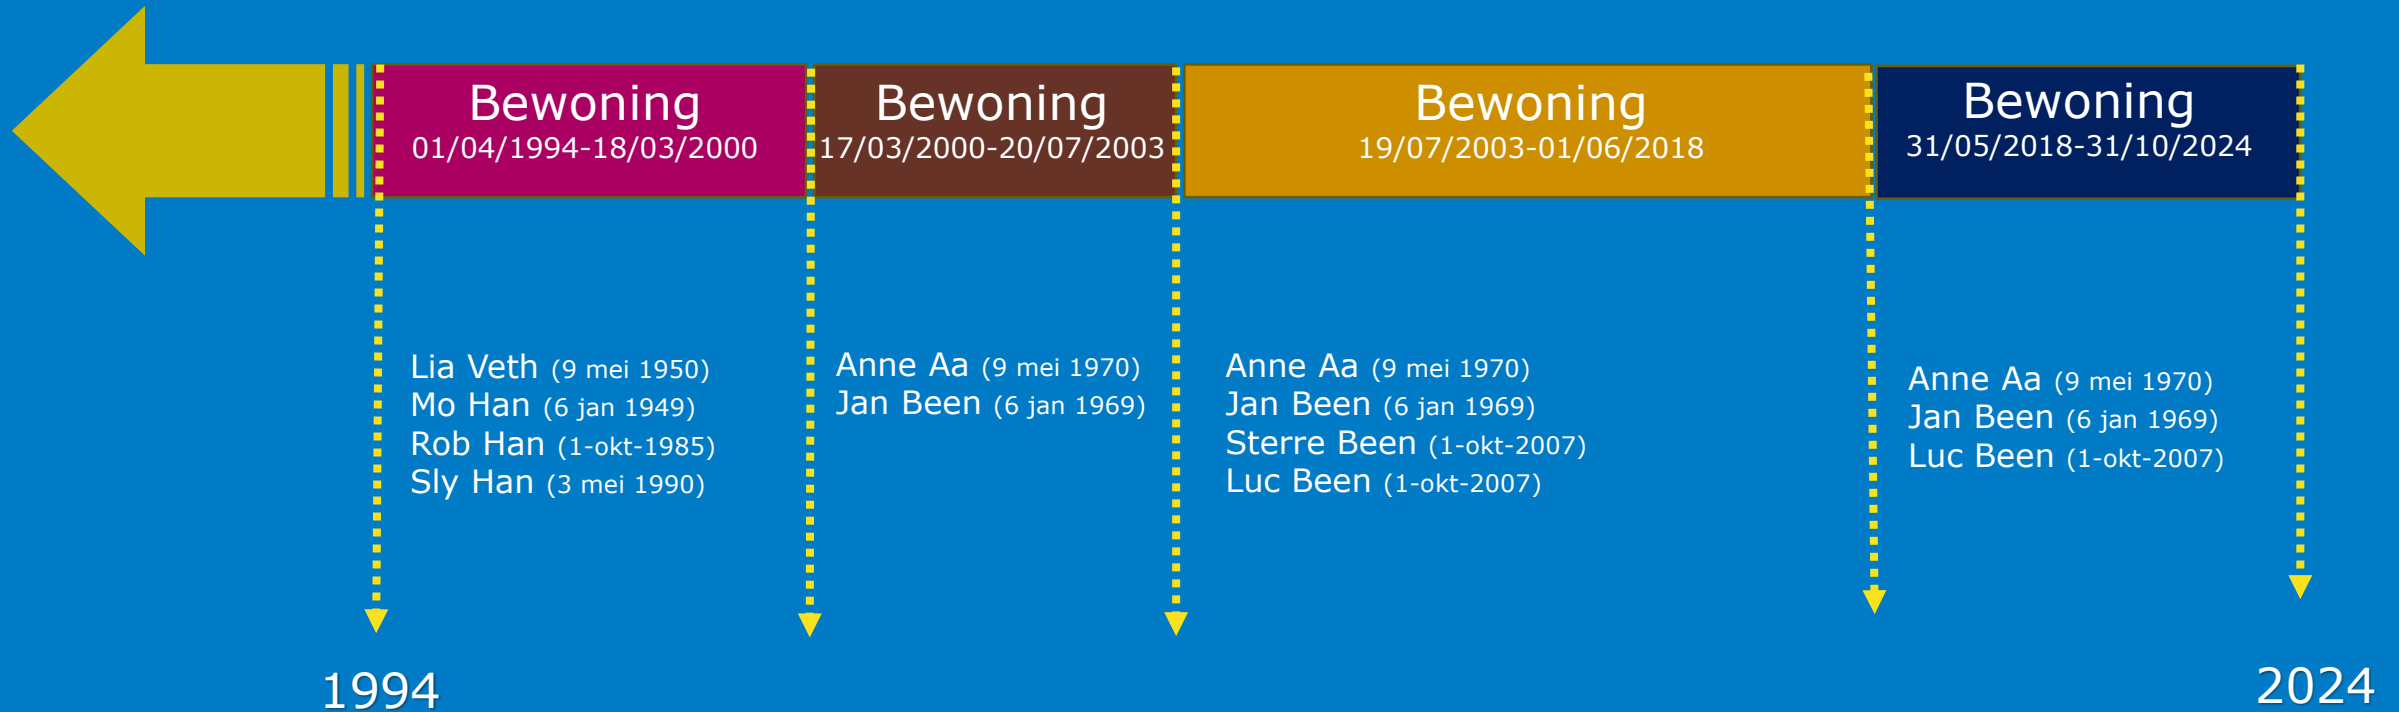 Bewoning
01/04/1994-18/03/2000
Bewoning
17/03/2000-20/07/2003
Bewoning
19/07/2003-01/06/2018
Bewoning
31/05/2018-31/10/2024
Lia Veth (9 mei 1950)
Mo Han (6 jan 1949)
Rob Han (1-okt-1985)
Sly Han (3 mei 1990)
Anne Aa (9 mei 1970)
Jan Been (6 jan 1969)
Anne Aa (9 mei 1970)
Jan Been (6 jan 1969)
Sterre Been (1-okt-2007)
Luc Been (1-okt-2007)
Anne Aa (9 mei 1970)
Jan Been (6 jan 1969)
Luc Been (1-okt-2007)
1994
2024